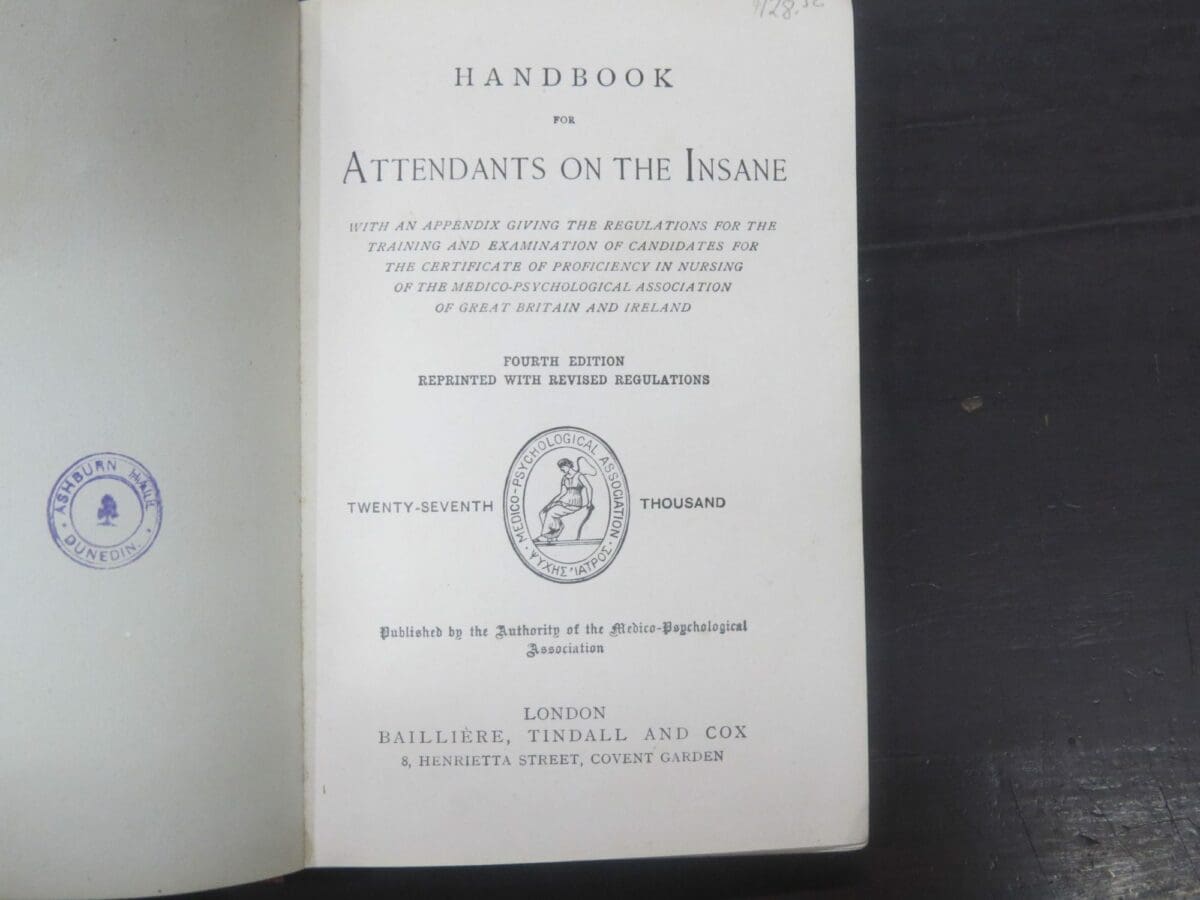 HANDBOOK
FOR
ATTENDANTS ON THE INSANE
WITH AN APPENDIX GIVING THE REGULATIONS FOR THE
TRAINING AND EXAMINATION OF CANDIDATES FOR
THE CERTIFICATE OF PROFICIENCY IN NURSING
OF THE MEDICO-PSYCHOLOGICAL ASSOCIATION
OF GREAT BRITAIN AND IRELAND
FOURTH EDITION
REPRINTED WITH REVISED REGULATIONS
TWENTY-SEVENTH THOUSAND
· MEDICO-PSYCHOLOGICAL ASSOCIATION ·
ΨΥΧΗΣ ἸΑΤΡΟΣ
Published by the Authority of the Medico-Psychological
Association
LONDON
BAILLIÈRE, TINDALL AND COX
8, HENRIETTA STREET, COVENT GARDEN
ASHBURN HALL
· DUNEDIN ·